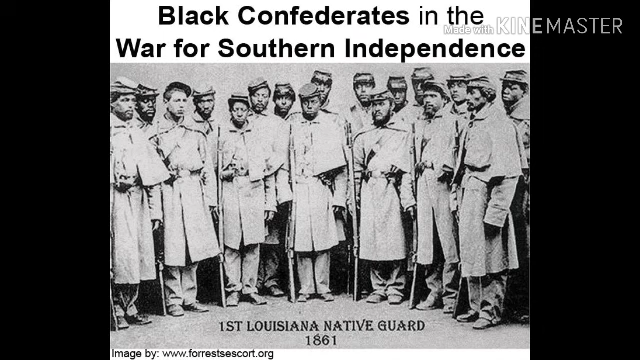 Black Confederates in the
Made with KINEMASTER
War for Southern Independence
1ST LOUISIANA NATIVE GUARD
1861
Image by: www.forrestsescort.org